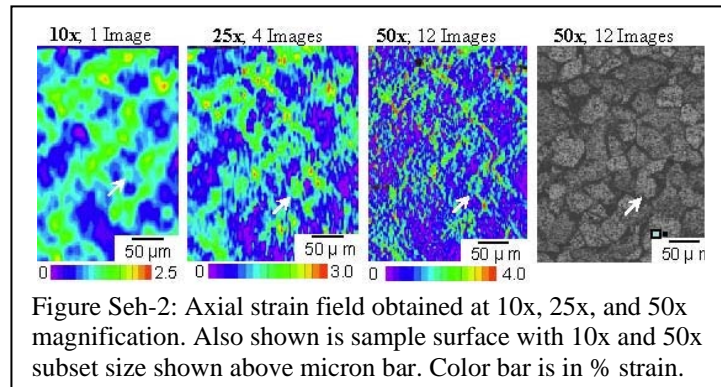 10x, 1 Image
25x, 4 Images
50x, 12 Images
50x, 12 Images
50 µm
50 µm
50 µm
50 µm
0 2.5
0 3.0
0 4.0
Figure Seh-2: Axial strain field obtained at 10x, 25x, and 50x
magnification. Also shown is sample surface with 10x and 50x
subset size shown above micron bar. Color bar is in % strain.